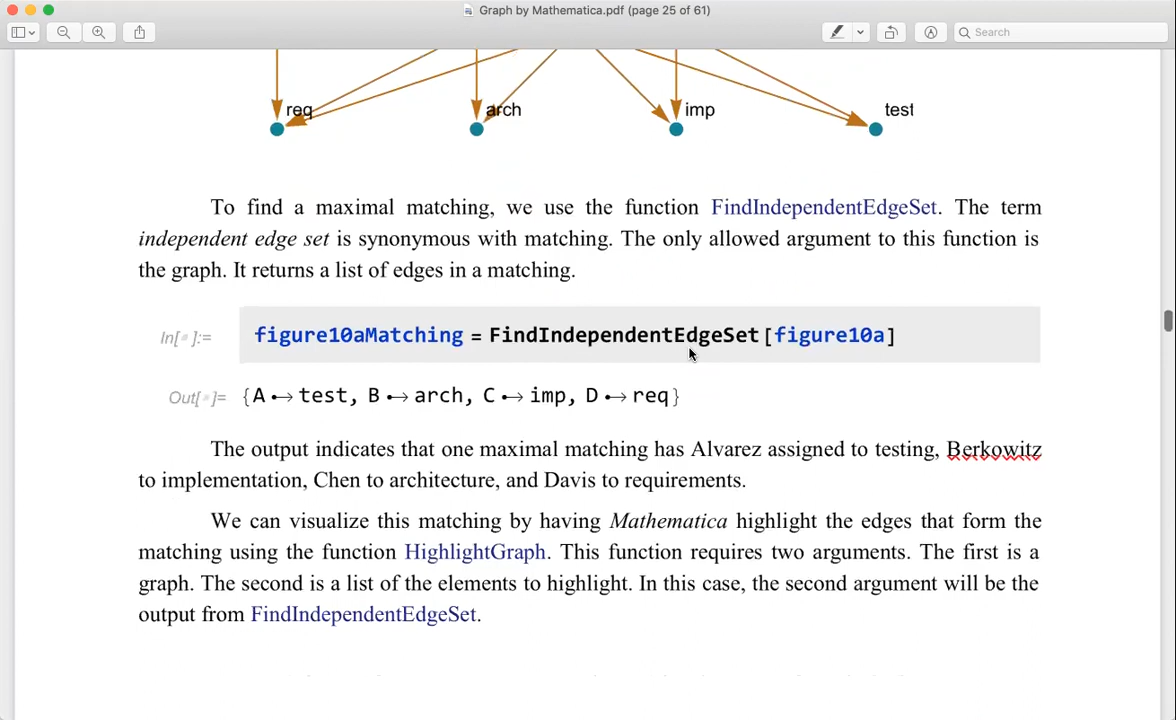 Graph by Mathematica.pdf (page 25 of 61)
Search
req
arch
imp
test
To find a maximal matching, we use the function FindIndependentEdgeSet. The term
independent edge set is synonymous with matching. The only allowed argument to this function is
the graph. It returns a list of edges in a matching.
In[ ]:= figure10aMatching = FindIndependentEdgeSet[figure10a]
Out[ ]= {A ↦ test, B ↦ arch, C ↦ imp, D ↦ req}
The output indicates that one maximal matching has Alvarez assigned to testing, Berkowitz
to implementation, Chen to architecture, and Davis to requirements.
We can visualize this matching by having Mathematica highlight the edges that form the
matching using the function HighlightGraph. This function requires two arguments. The first is a
graph. The second is a list of the elements to highlight. In this case, the second argument will be the
output from FindIndependentEdgeSet.